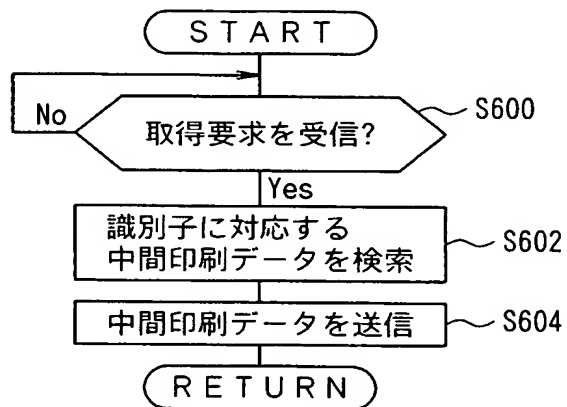 START
No
取得要求を受信?
S600
Yes
識別子に対応する
中間印刷データを検索
S602
中間印刷データを送信
S604
RETURN